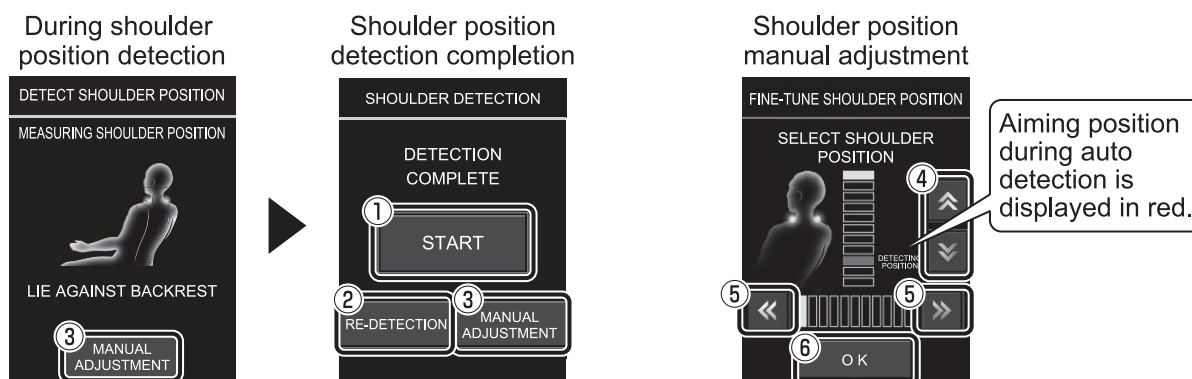 During shoulder
position detection
DETECT SHOULDER POSITION
MEASURING SHOULDER POSITION
LIE AGAINST BACKREST
③
MANUAL
ADJUSTMENT
Shoulder position
detection completion
SHOULDER DETECTION
DETECTION
COMPLETE
①
START
②
RE-DETECTION
③
MANUAL
ADJUSTMENT
Shoulder position
manual adjustment
FINE-TUNE SHOULDER POSITION
SELECT SHOULDER
POSITION
④
DETECTING
POSITION
⑤
⑤
⑥
OK
Aiming position
during auto
detection is
displayed in red.